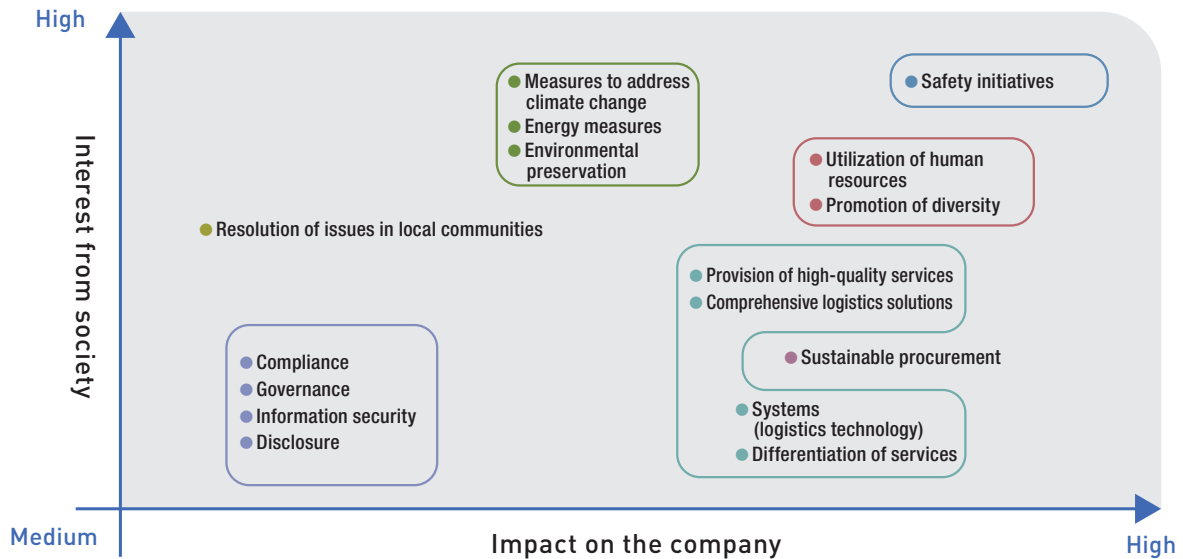 High
Interest from society
Measures to address
climate change
Energy measures
Environmental
preservation
Safety initiatives
Utilization of human
resources
Promotion of diversity
Resolution of issues in local communities
Provision of high-quality services
Comprehensive logistics solutions
Sustainable procurement
Systems
(logistics technology)
Differentiation of services
Compliance
Governance
Information security
Disclosure
Medium
Impact on the company
High